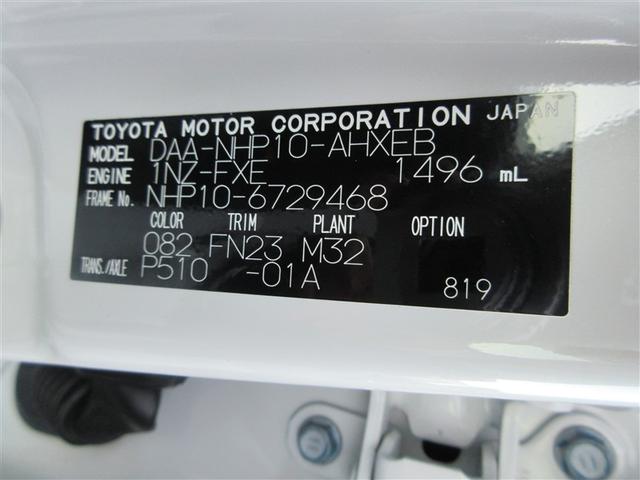 TOYOTA MOTOR CORPORATION JAPAN
MODEL DAA-NHP10-AHXEB
ENGINE 1NZ-FXE 1496 mL
FRAME No. NHP10-6729468
COLOR TRIM PLANT OPTION
082 FN23 M32
TRANS./AXLE P510 -01A 819